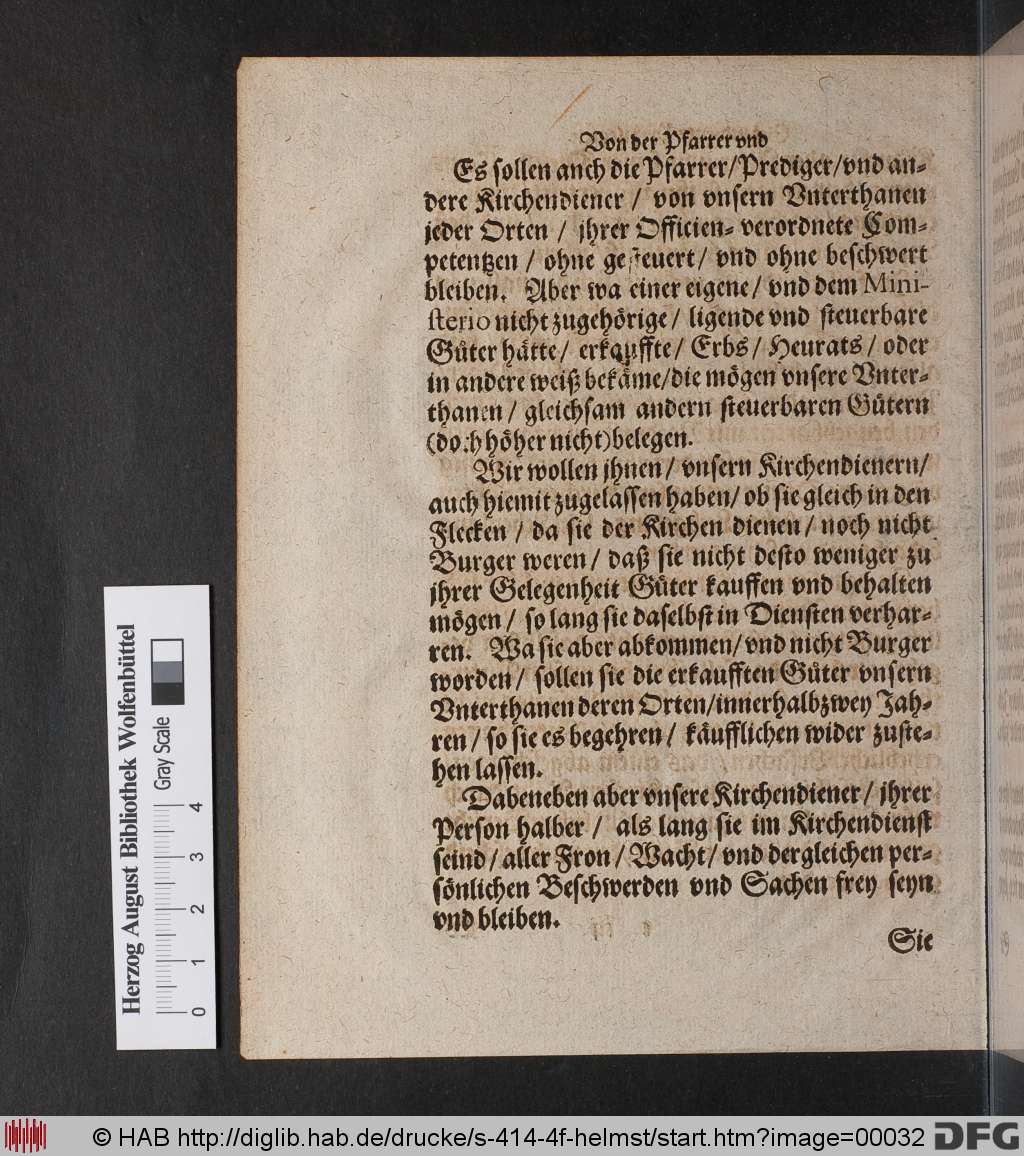 Von der Pfarrer vnd
Es sollen auch die Pfarrer/Prediger/vnd an-
dere Kirchendiener / von vnsern Vnterthanen
jeder Orten / jhrer Officien- verordnete Com-
petentzen / ohne gesteuert / vnd ohne beschwert
bleiben. Aber wa einer eigene / vnd dem Mini-
sterio nicht zugehörige / ligende vnd steuerbare
Güter hätte / erkauffte / Erbs / Heurats / oder
in andere weiß bekäme/die mögen vnsere Vnter-
thanen / gleichsam andern steuerbaren Gütern
(doch höher nicht) belegen.
Wir wollen jhnen / vnsern Kirchendienern/
auch hiemit zugelassen haben/ ob sie gleich in den
Flecken / da sie der Kirchen dienen / noch nicht
Burger weren / daß sie nicht desto weniger zu
jhrer Gelegenheit Güter kauffen vnd behalten
mögen / so lang sie daselbst in Diensten verhar-
ren. Wa sie aber abkommen/ vnd nicht Burger
worden / sollen sie die erkaufften Güter vnsern
Vnterthanen deren Orten/innerhalb zwey Jah-
ren / so sie es begehren / käufflichen wider zuste-
hen lassen.
Dabeneben aber vnsere Kirchendiener / jhrer
Person halber / als lang sie im Kirchendienst
seind / aller Fron / Wacht / vnd dergleichen per-
sönlichen Beschwerden vnd Sachen frey seyn
vnd bleiben.
Sie
Herzog August Bibliothek Wolfenbüttel
Gray Scale
0 1 2 3 4
© HAB http://diglib.hab.de/drucke/s-414-4f-helmst/start.htm?image=00032
DFG